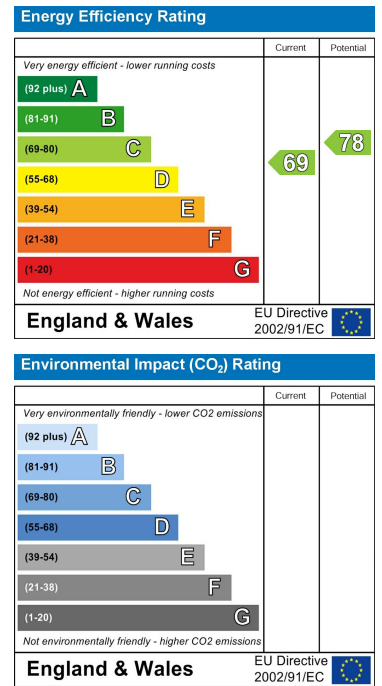 Energy Efficiency Rating
Current Potential
Very energy efficient - lower running costs
(92 plus) A
(81-91) B
(69-80) C
(55-68) D
(39-54) E
(21-38) F
(1-20) G
69
78
Not energy efficient - higher running costs
England & Wales
EU Directive
2002/91/EC
Environmental Impact (CO2) Rating
Current Potential
Very environmentally friendly - lower CO2 emissions
(92 plus) A
(81-91) B
(69-80) C
(55-68) D
(39-54) E
(21-38) F
(1-20) G
Not environmentally friendly - higher CO2 emissions
England & Wales
EU Directive
2002/91/EC